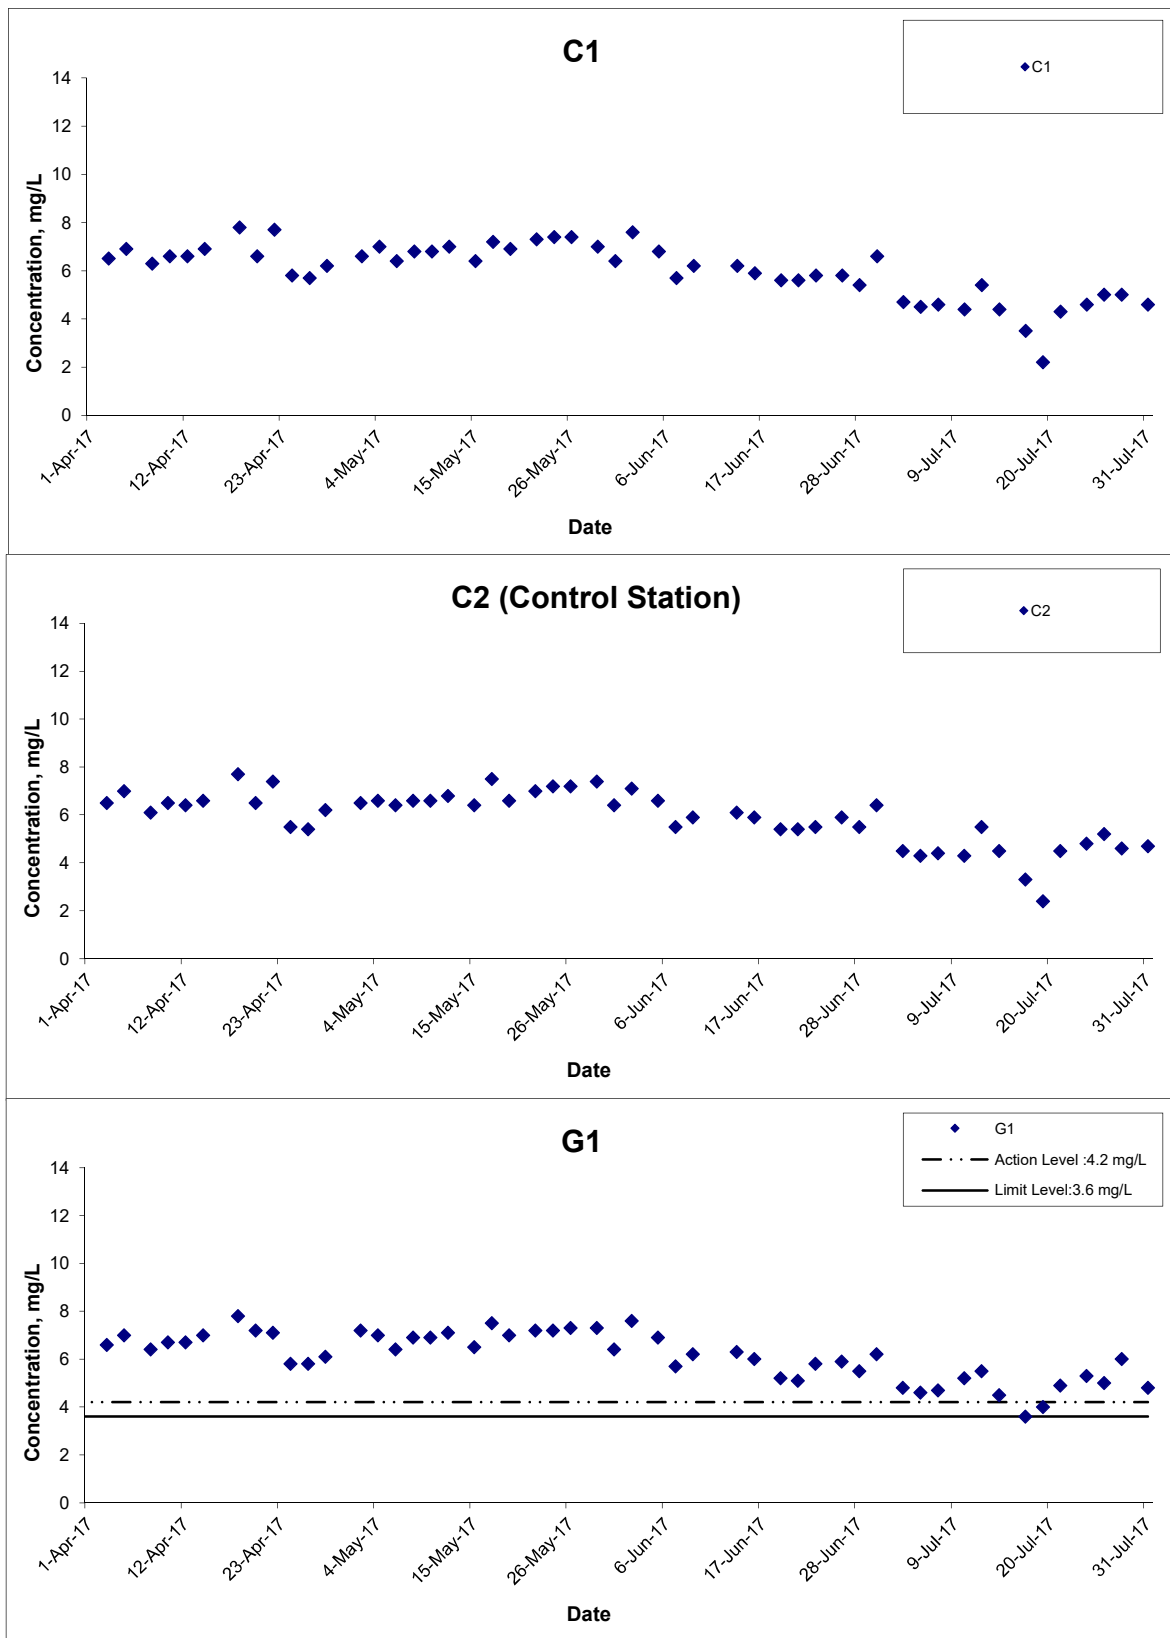 C1
C1
14
12
10
8
6
4
2
0
Concentration, mg/L
1-Apr-17
12-Apr-17
23-Apr-17
4-May-17
15-May-17
26-May-17
6-Jun-17
17-Jun-17
28-Jun-17
9-Jul-17
20-Jul-17
31-Jul-17
Date
C2 (Control Station)
C2
14
12
10
8
6
4
2
0
Concentration, mg/L
1-Apr-17
12-Apr-17
23-Apr-17
4-May-17
15-May-17
26-May-17
6-Jun-17
17-Jun-17
28-Jun-17
9-Jul-17
20-Jul-17
31-Jul-17
Date
G1
G1
Action Level :4.2 mg/L
Limit Level:3.6 mg/L
14
12
10
8
6
4
2
0
Concentration, mg/L
1-Apr-17
12-Apr-17
23-Apr-17
4-May-17
15-May-17
26-May-17
6-Jun-17
17-Jun-17
28-Jun-17
9-Jul-17
20-Jul-17
31-Jul-17
Date